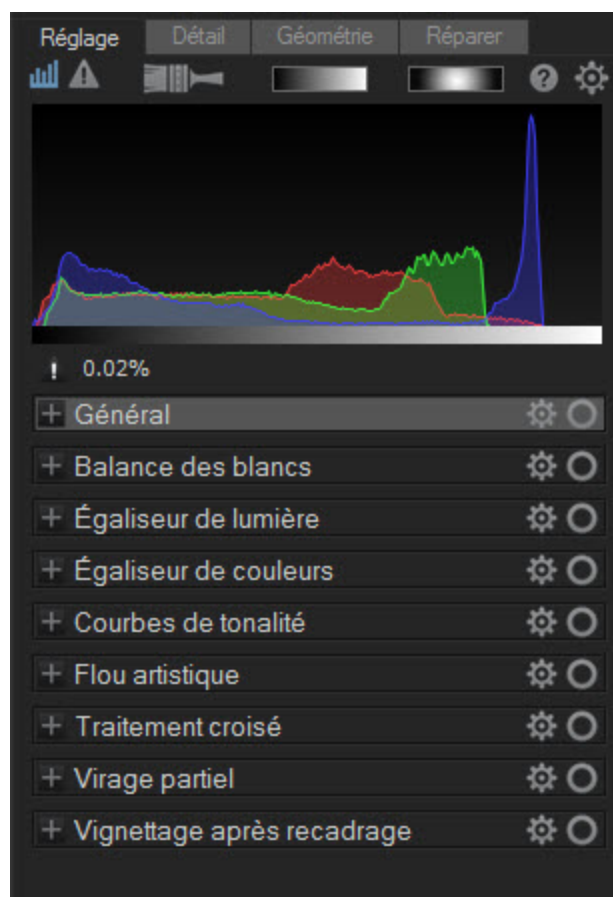 Réglage Détail Géométrie Réparer
0.02%
Général
Balance des blancs
Égaliseur de lumière
Égaliseur de couleurs
Courbes de tonalité
Flou artistique
Traitement croisé
Virage partiel
Vignettage après recadrage